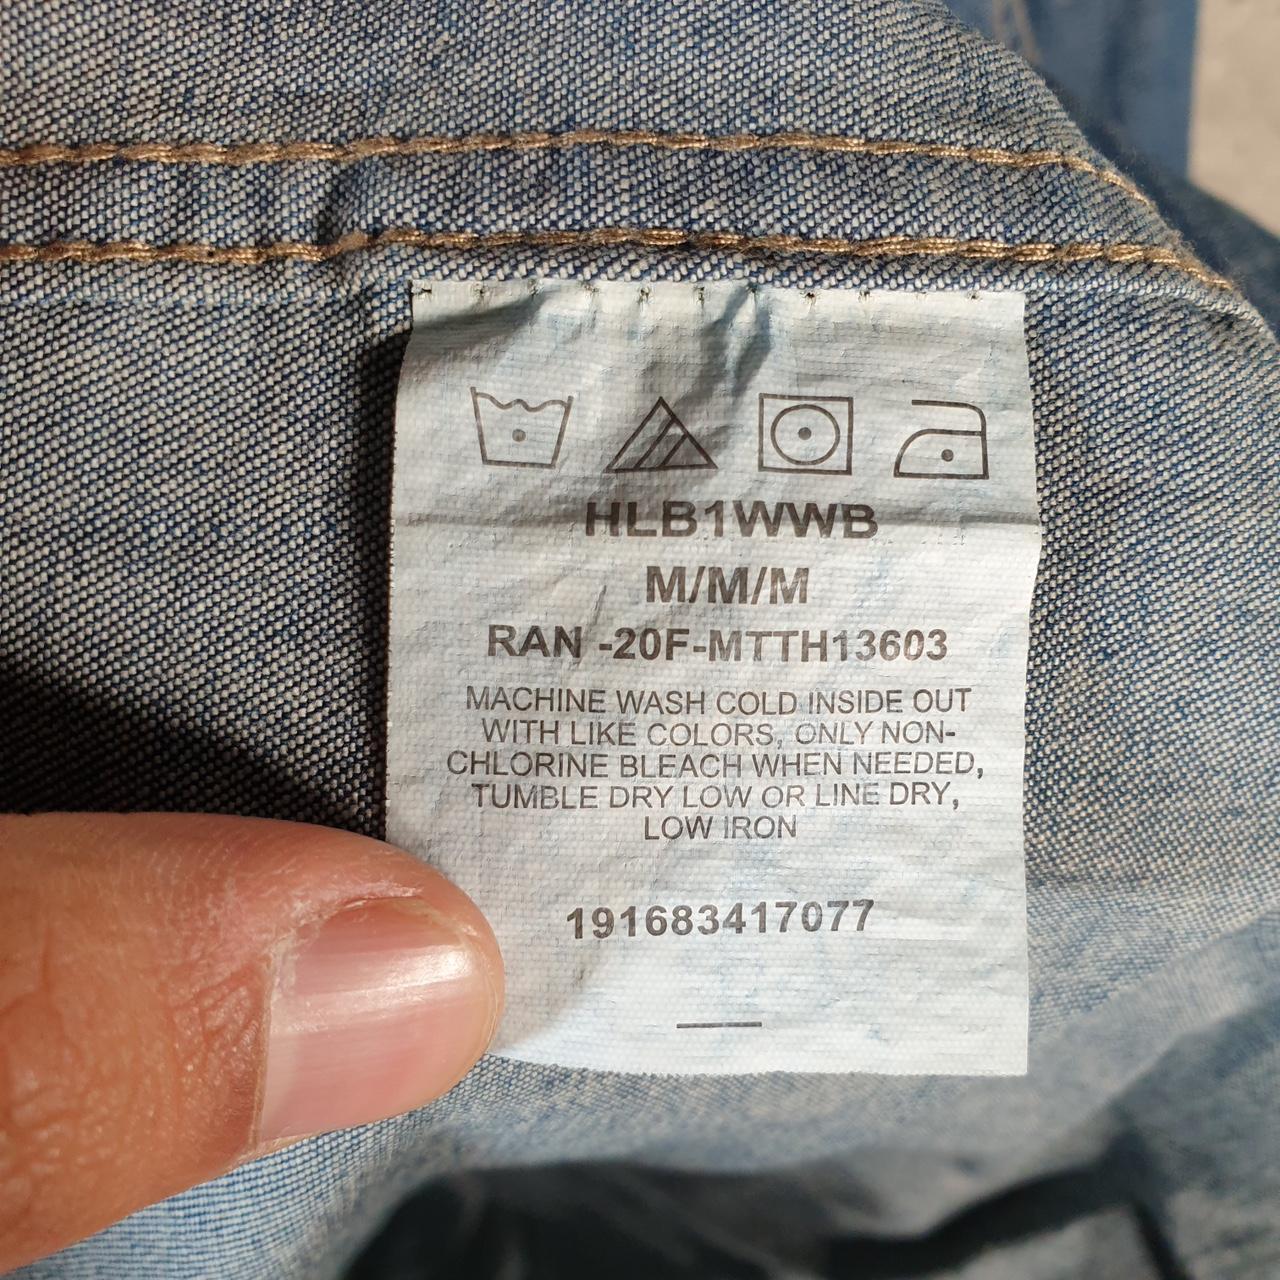 HLB1WWB
M/M/M
RAN -20F-MTTH13603
MACHINE WASH COLD INSIDE OUT
WITH LIKE COLORS, ONLY NON-
CHLORINE BLEACH WHEN NEEDED,
TUMBLE DRY LOW OR LINE DRY,
LOW IRON
191683417077